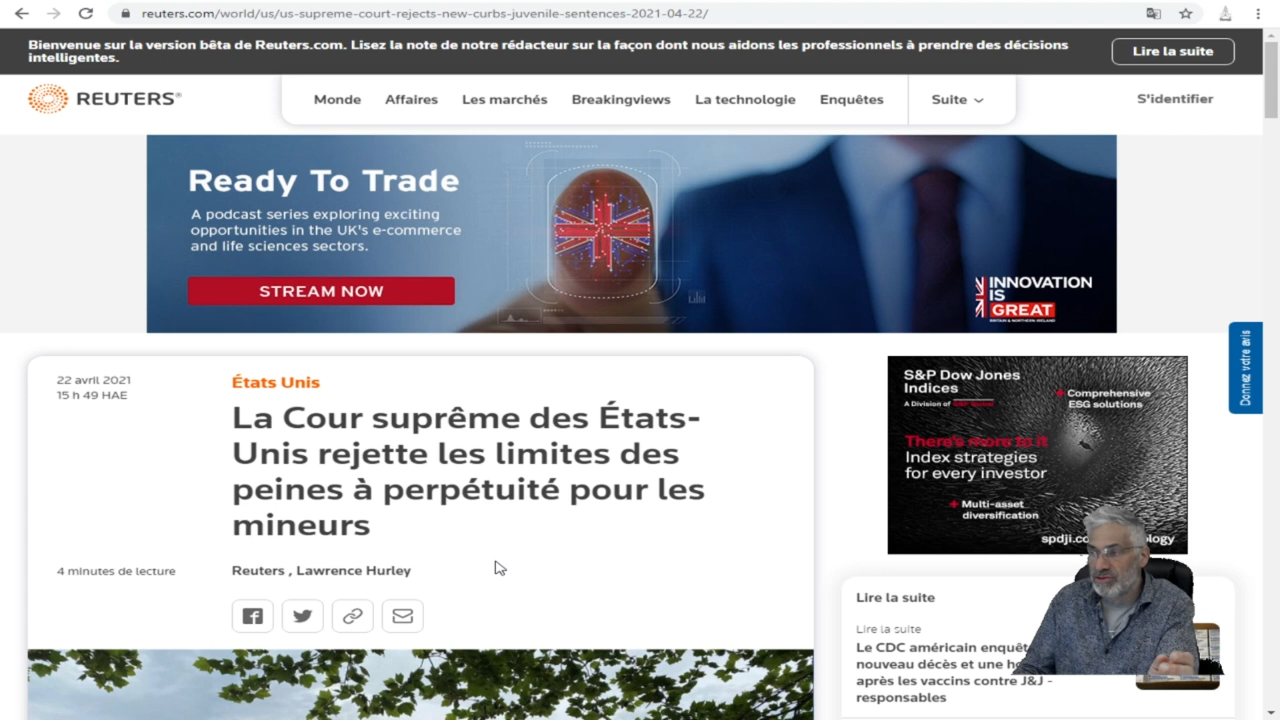 reuters.com/world/us/us-supreme-court-rejects-new-curbs-juvenile-sentences-2021-04-22/
Bienvenue sur la version bêta de Reuters.com. Lisez la note de notre rédacteur sur la façon dont nous aidons les professionnels à prendre des décisions
intelligentes.
Lire la suite
REUTERS®
Monde Affaires Les marchés Breakingviews La technologie Enquêtes Suite
S'identifier
Ready To Trade
A podcast series exploring exciting
opportunities in the UK's e-commerce
and life sciences sectors.
STREAM NOW
INNOVATION
IS
GREAT
BRITAIN & NORTHERN IRELAND
Donnez votre avis
22 avril 2021
15 h 49 HAE
États Unis
La Cour suprême des États-
Unis rejette les limites des
peines à perpétuité pour les
mineurs
4 minutes de lecture
Reuters , Lawrence Hurley
S&P Dow Jones
Indices
A Division of S&P Global
Comprehensive
ESG solutions
There's more to it
Index strategies
for every investor
Multi-asset
diversification
Lire la suite
Lire la suite
Le CDC américain
nouveau décès et une
après les vaccins contre J&J -
responsables